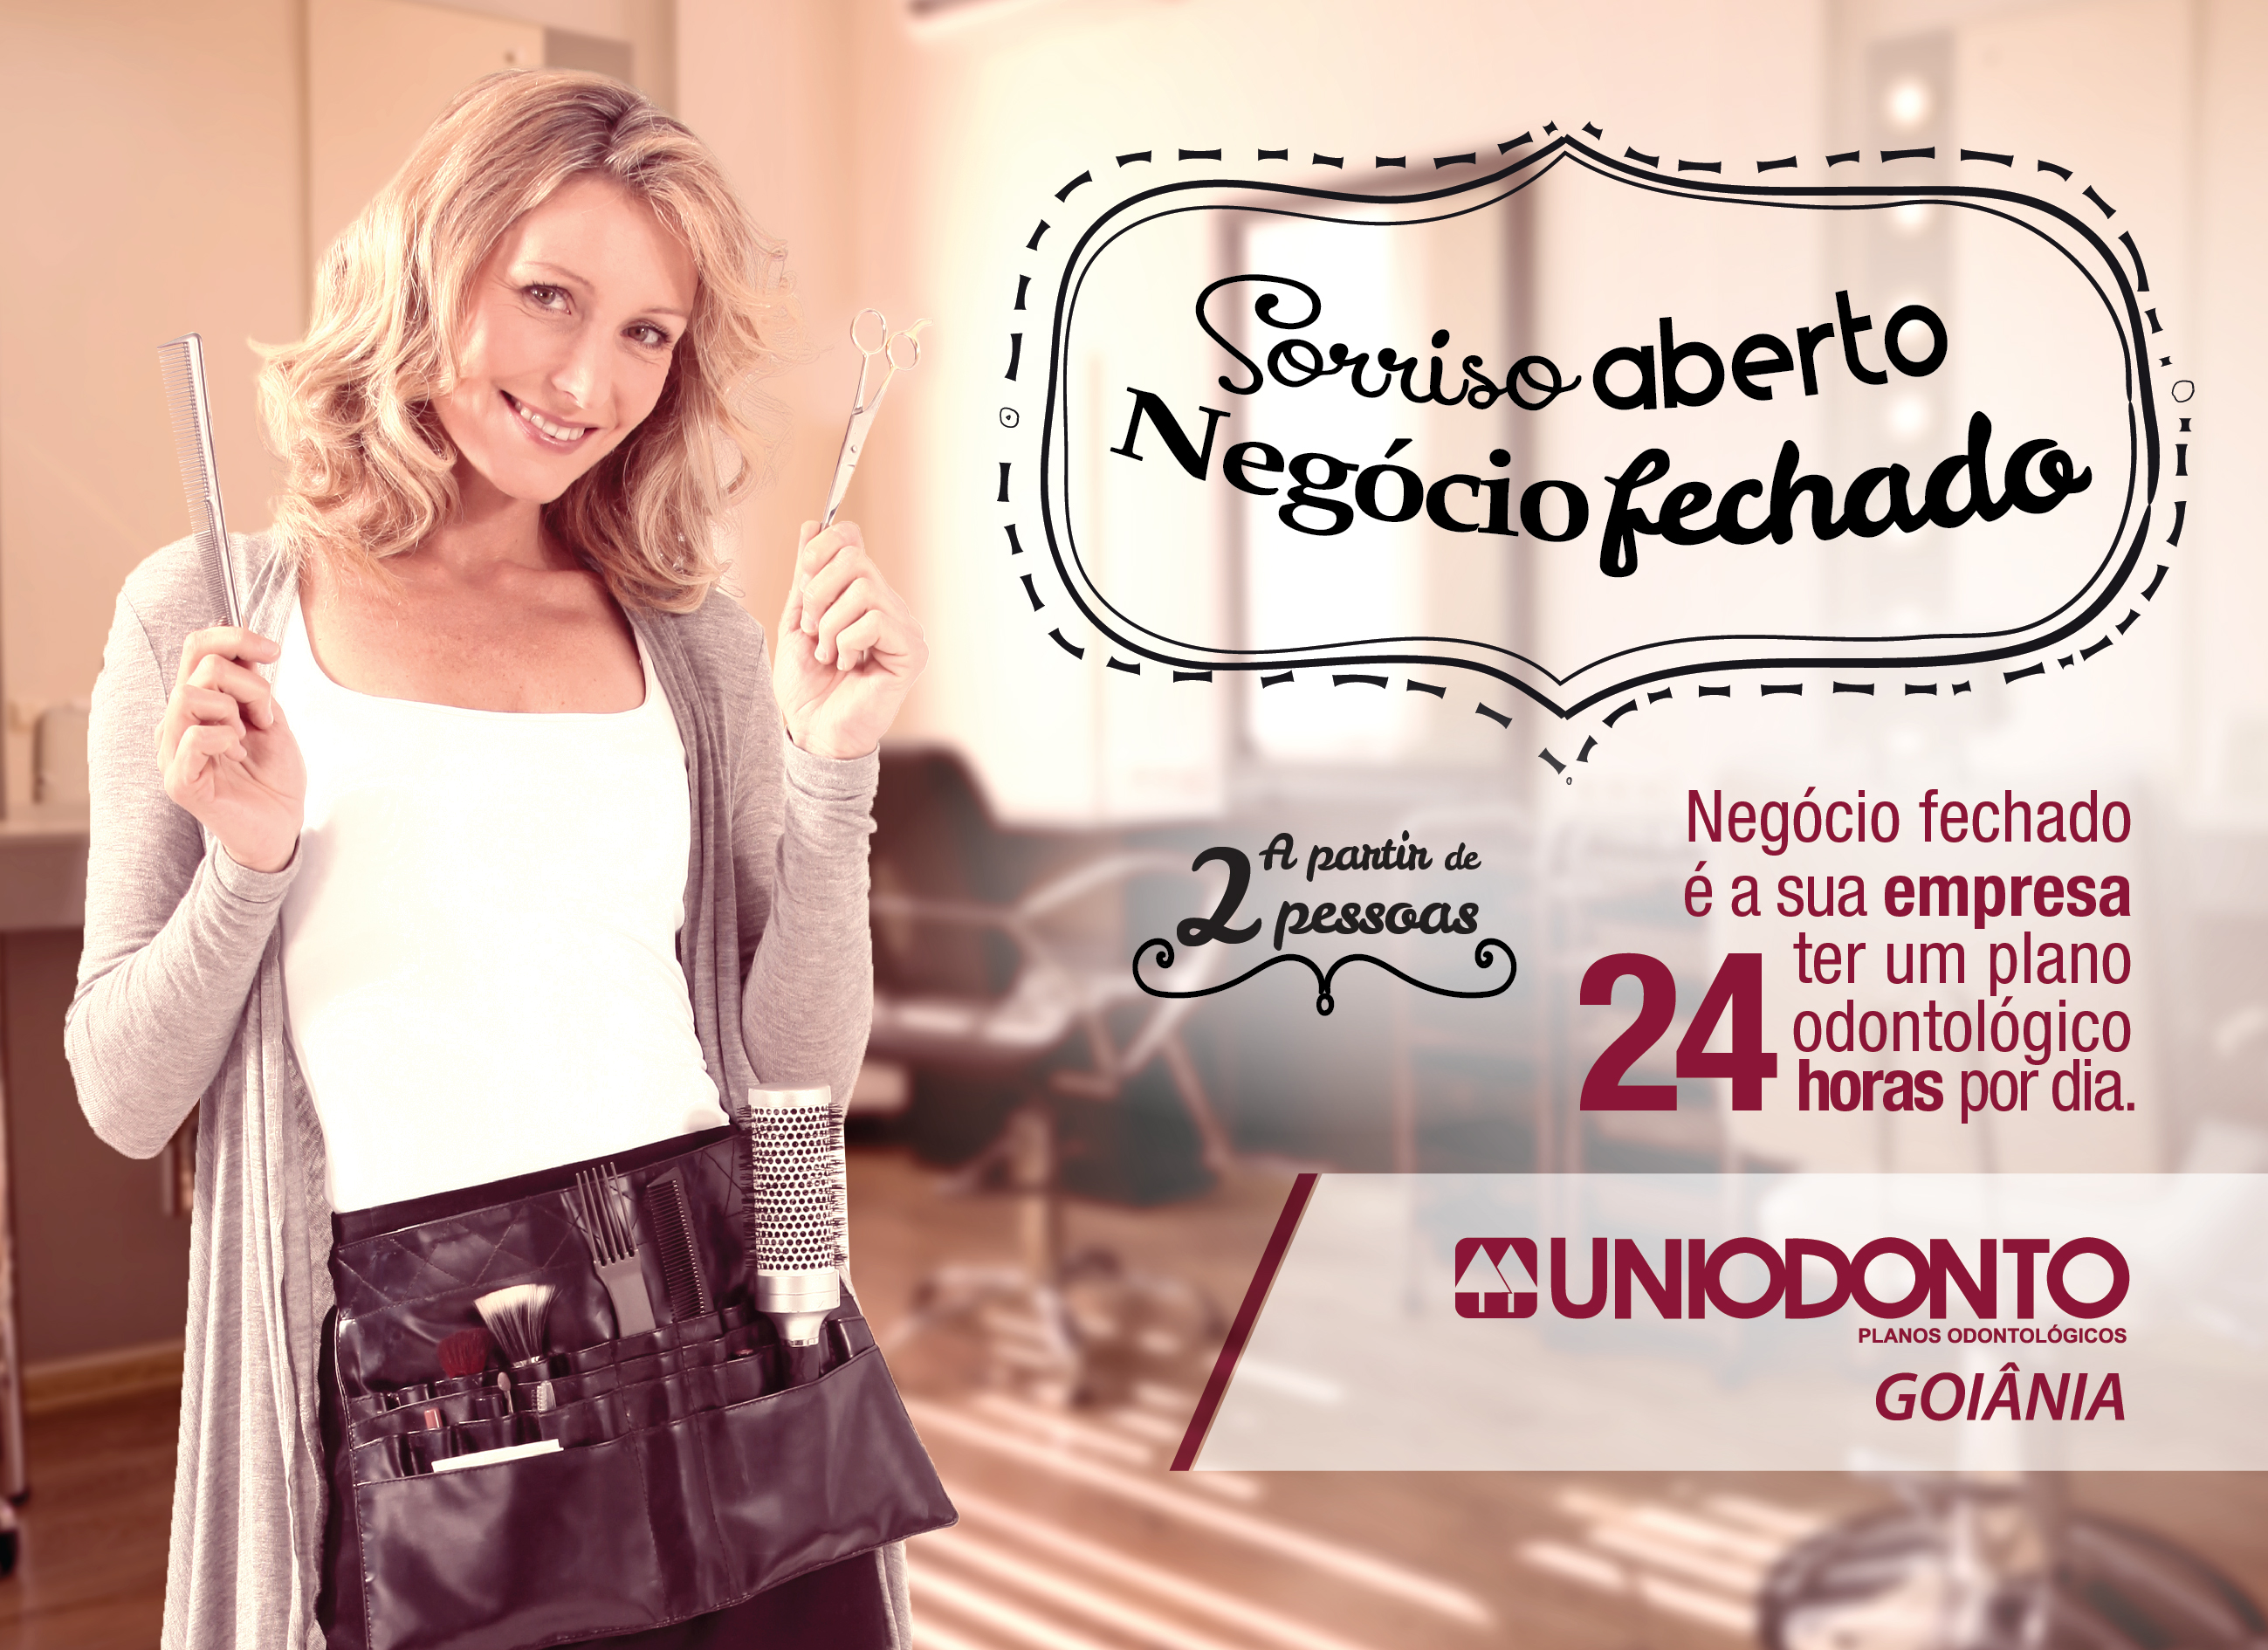 Sorriso aberto
Negócio fechado
A partir de
2 pessoas
Negócio fechado
é a sua empresa
ter um plano
odontológico
24 horas por dia.
UNIODONTO
PLANOS ODONTOLÓGICOS
GOIÂNIA